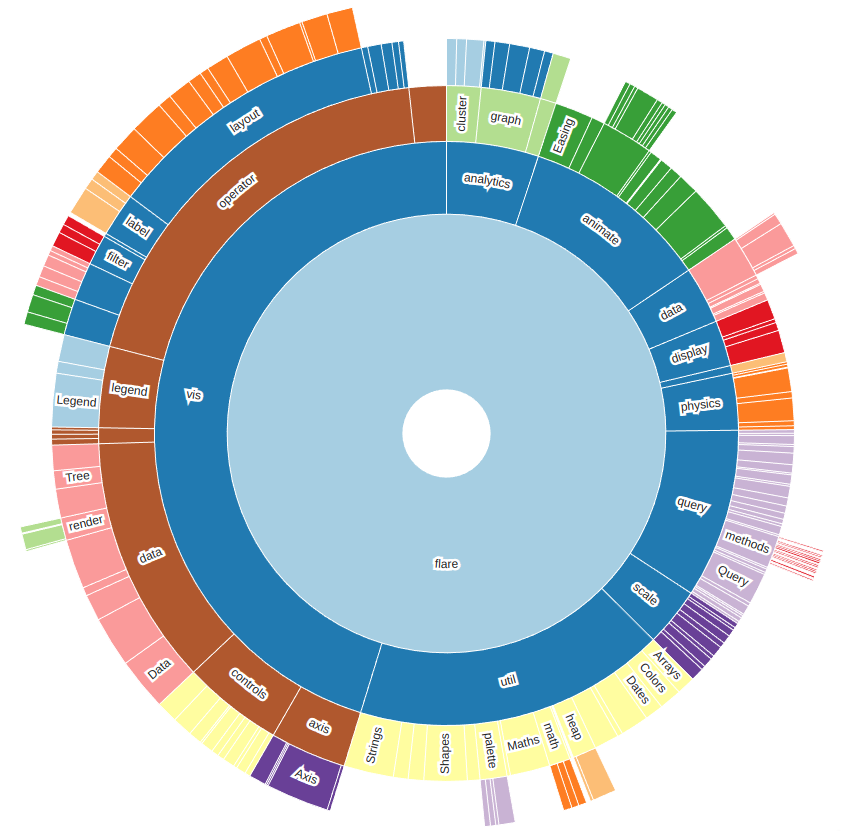 cluster
graph
Easing
analytics
animate
data
display
physics
query
methods
Query
scale
Arrays
Colors
Dates
util
heap
math
Maths
palette
Shapes
Strings
axis
Axis
controls
data
Data
render
Tree
legend
Legend
filter
label
layout
operator
vis
flare